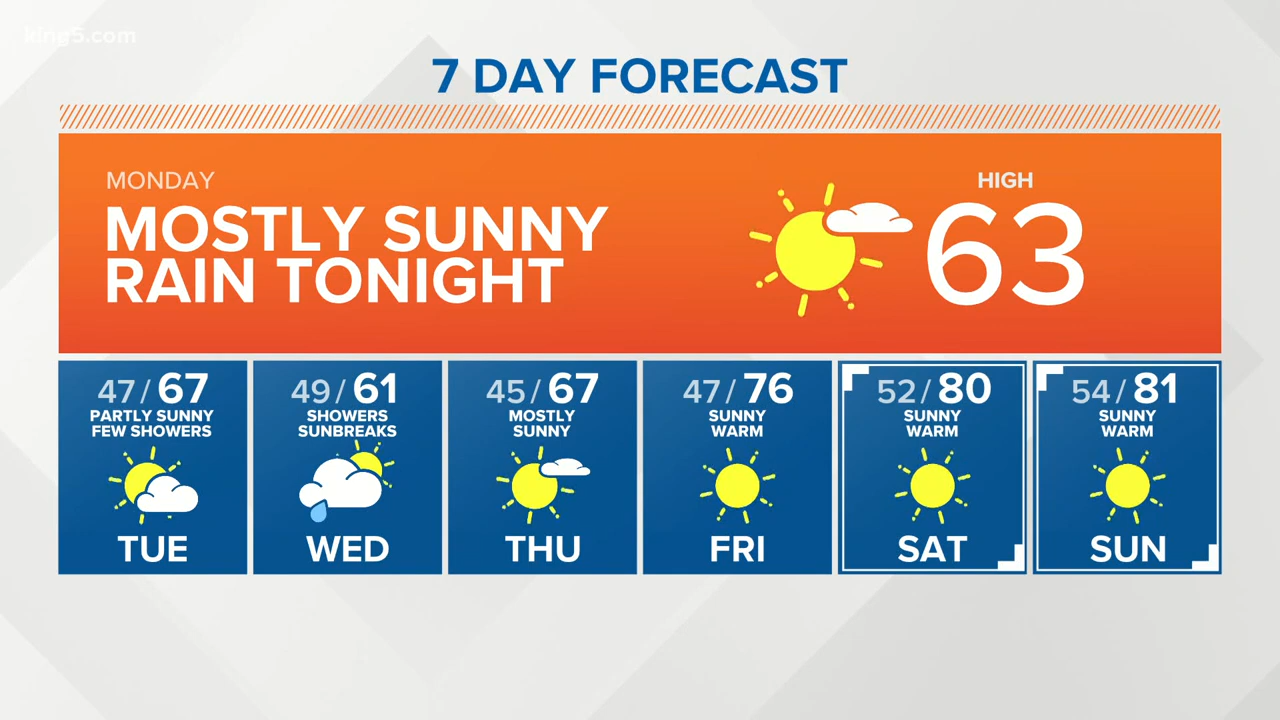 king5.com
7 DAY FORECAST
MONDAY
MOSTLY SUNNY
RAIN TONIGHT
HIGH
63
47/67
PARTLY SUNNY
FEW SHOWERS
TUE
49/61
SHOWERS
SUNBREAKS
WED
45/67
MOSTLY
SUNNY
THU
47/76
SUNNY
WARM
FRI
52/80
SUNNY
WARM
SAT
54/81
SUNNY
WARM
SUN